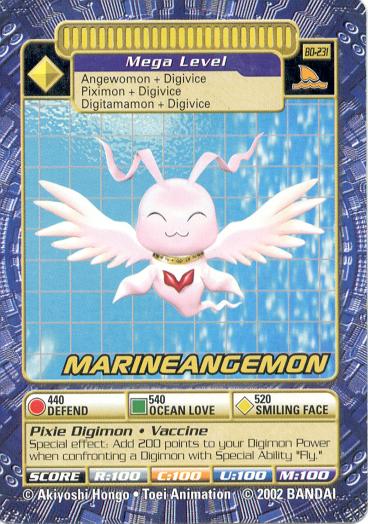 BO-231
Mega Level
Angewomon + Digivice
Piximon + Digivice
Digitamamon + Digivice
MARINEANGEMON
440 DEFEND
540 OCEAN LOVE
520 SMILING FACE
Pixie Digimon • Vaccine
Special effect: Add 200 points to your Digimon Power
when confronting a Digimon with Special Ability "Fly."
SCORE R:100 C:100 U:100 M:100
©Akiyoshi/Hongo • Toei Animation © 2002 BANDAI